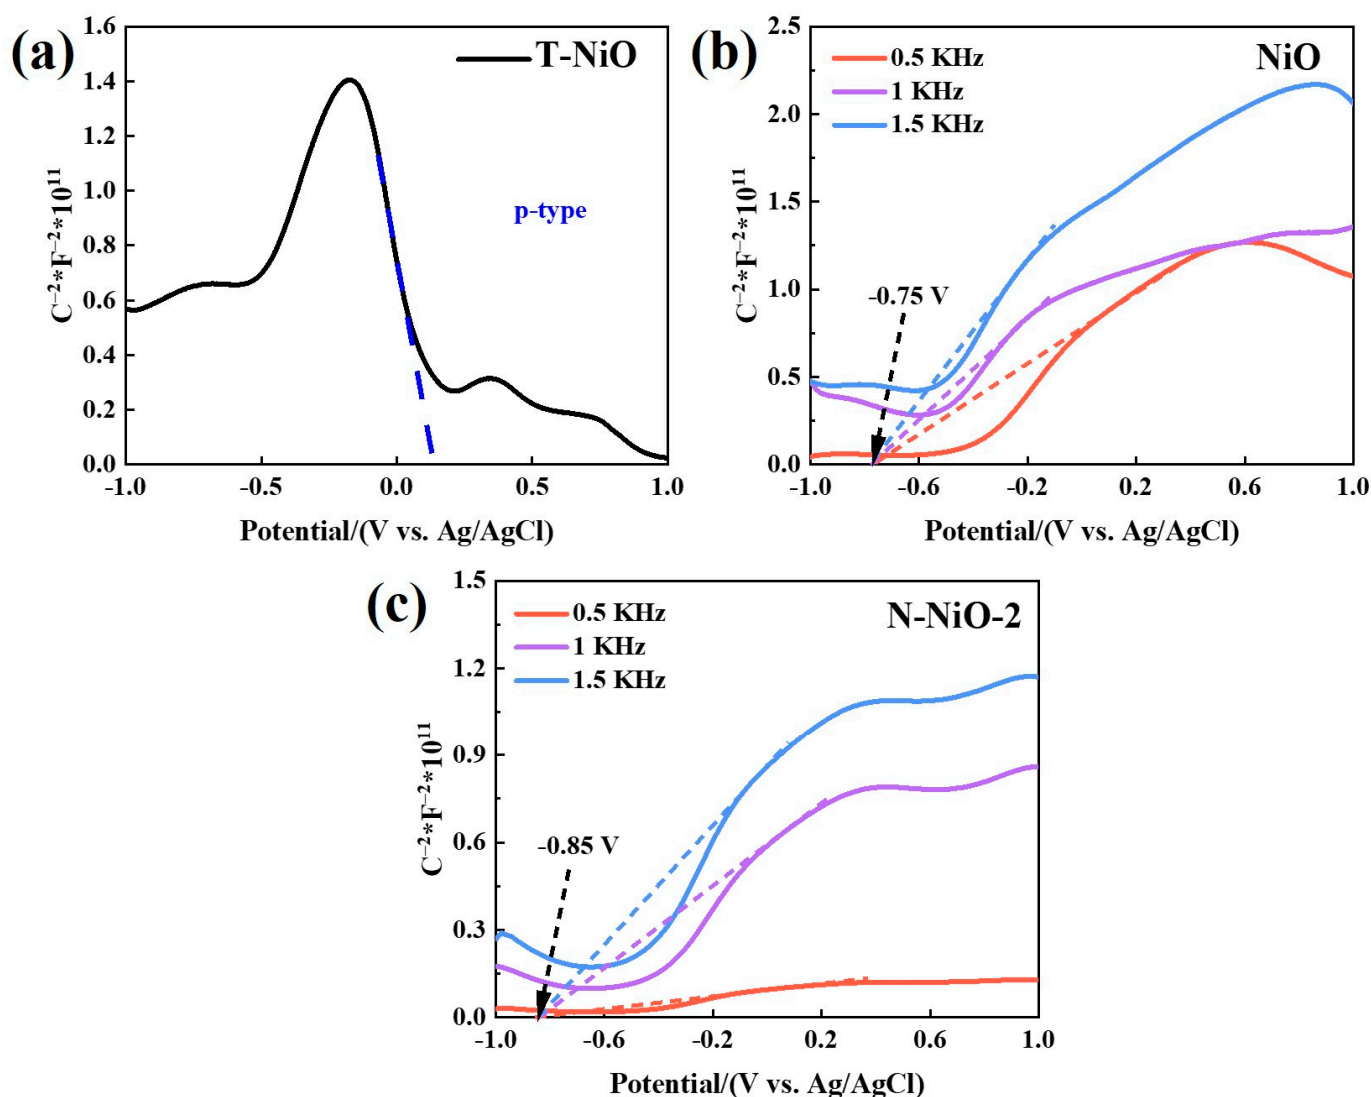 (a)
T-NiO
p-type
C⁻²*F⁻²*10¹¹
1.6
1.4
1.2
1.0
0.8
0.6
0.4
0.2
0.0
-1.0 -0.5 0.0 0.5 1.0
Potential/(V vs. Ag/AgCl)
(b)
NiO
0.5 KHz
1 KHz
1.5 KHz
-0.75 V
C⁻²*F⁻²*10¹¹
2.5
2.0
1.5
1.0
0.5
0.0
-1.0 -0.6 -0.2 0.2 0.6 1.0
Potential/(V vs. Ag/AgCl)
(c)
N-NiO-2
0.5 KHz
1 KHz
1.5 KHz
-0.85 V
C⁻²*F⁻²*10¹¹
1.5
1.2
0.9
0.6
0.3
0.0
-1.0 -0.6 -0.2 0.2 0.6 1.0
Potential/(V vs. Ag/AgCl)